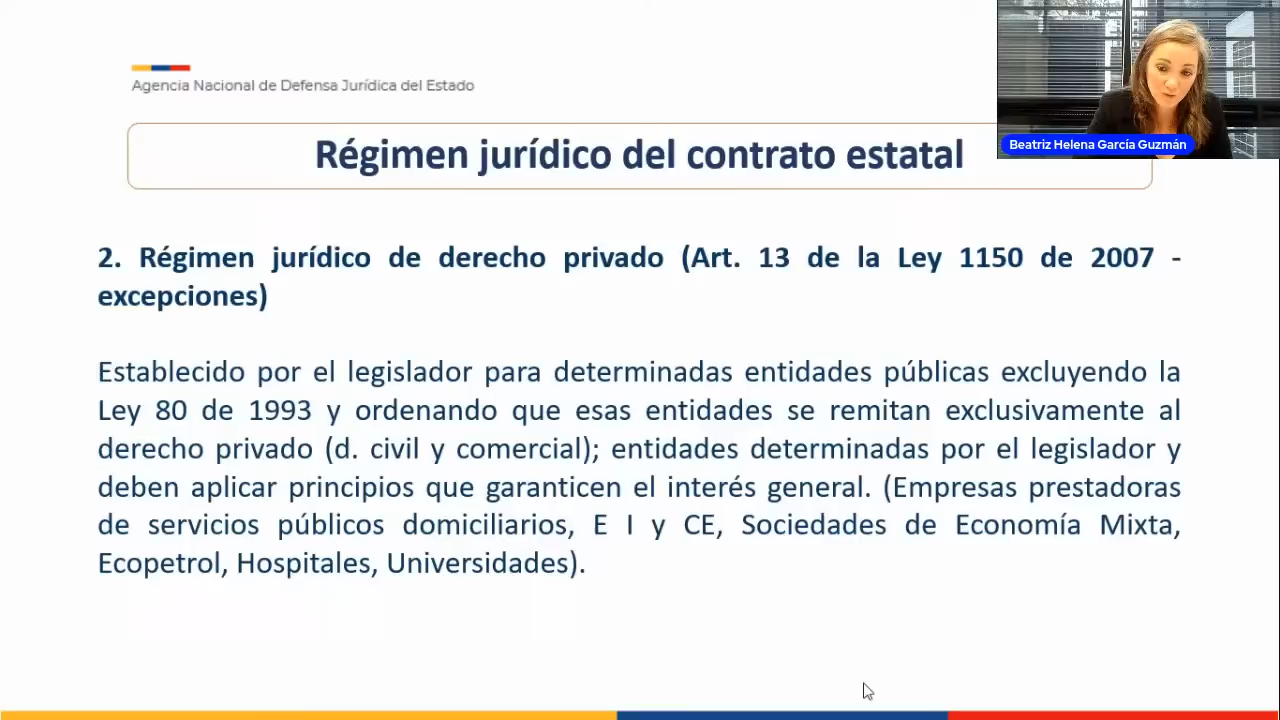 Agencia Nacional de Defensa Jurídica del Estado
Régimen jurídico del contrato estatal
Beatriz Helena García Guzmán
2. Régimen jurídico de derecho privado (Art. 13 de la Ley 1150 de 2007 -
excepciones)
Establecido por el legislador para determinadas entidades públicas excluyendo la
Ley 80 de 1993 y ordenando que esas entidades se remitan exclusivamente al
derecho privado (d. civil y comercial); entidades determinadas por el legislador y
deben aplicar principios que garanticen el interés general. (Empresas prestadoras
de servicios públicos domiciliarios, E I y CE, Sociedades de Economía Mixta,
Ecopetrol, Hospitales, Universidades).